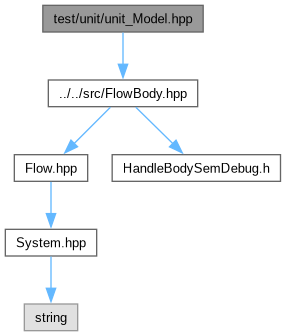 test/unit/unit_Model.hpp
../../src/FlowBody.hpp
Flow.hpp
HandleBodySemDebug.h
System.hpp
string